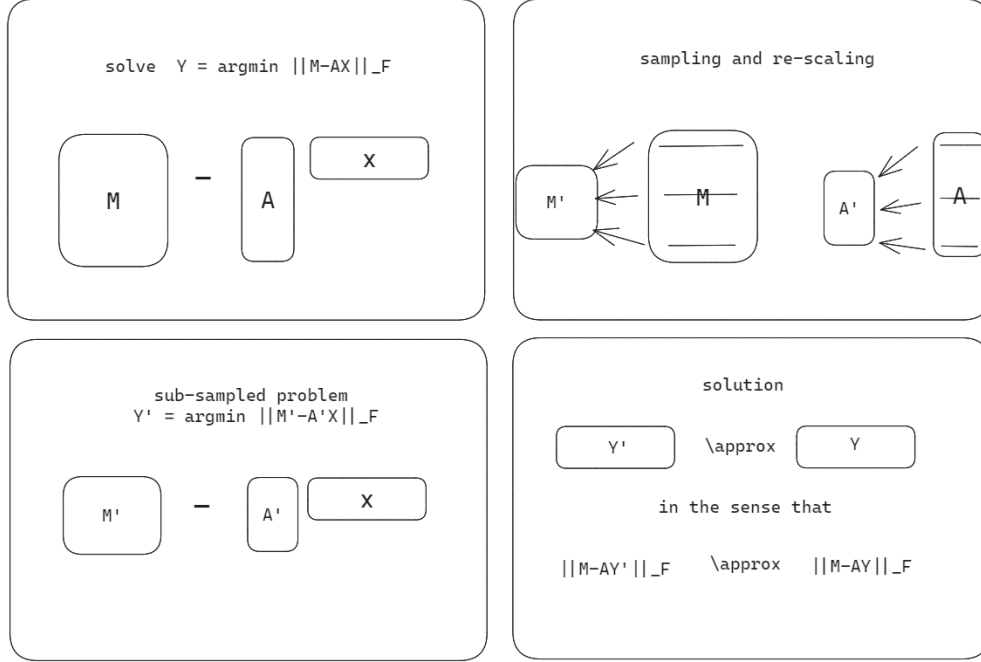 solve Y = argmin ||M-AX||_F
M - A X
sampling and re-scaling
M' M A' A
sub-sampled problem
Y' = argmin ||M'-A'X||_F
M' - A' X
solution
Y' \approx Y
in the sense that
||M-AY'||_F \approx ||M-AY||_F